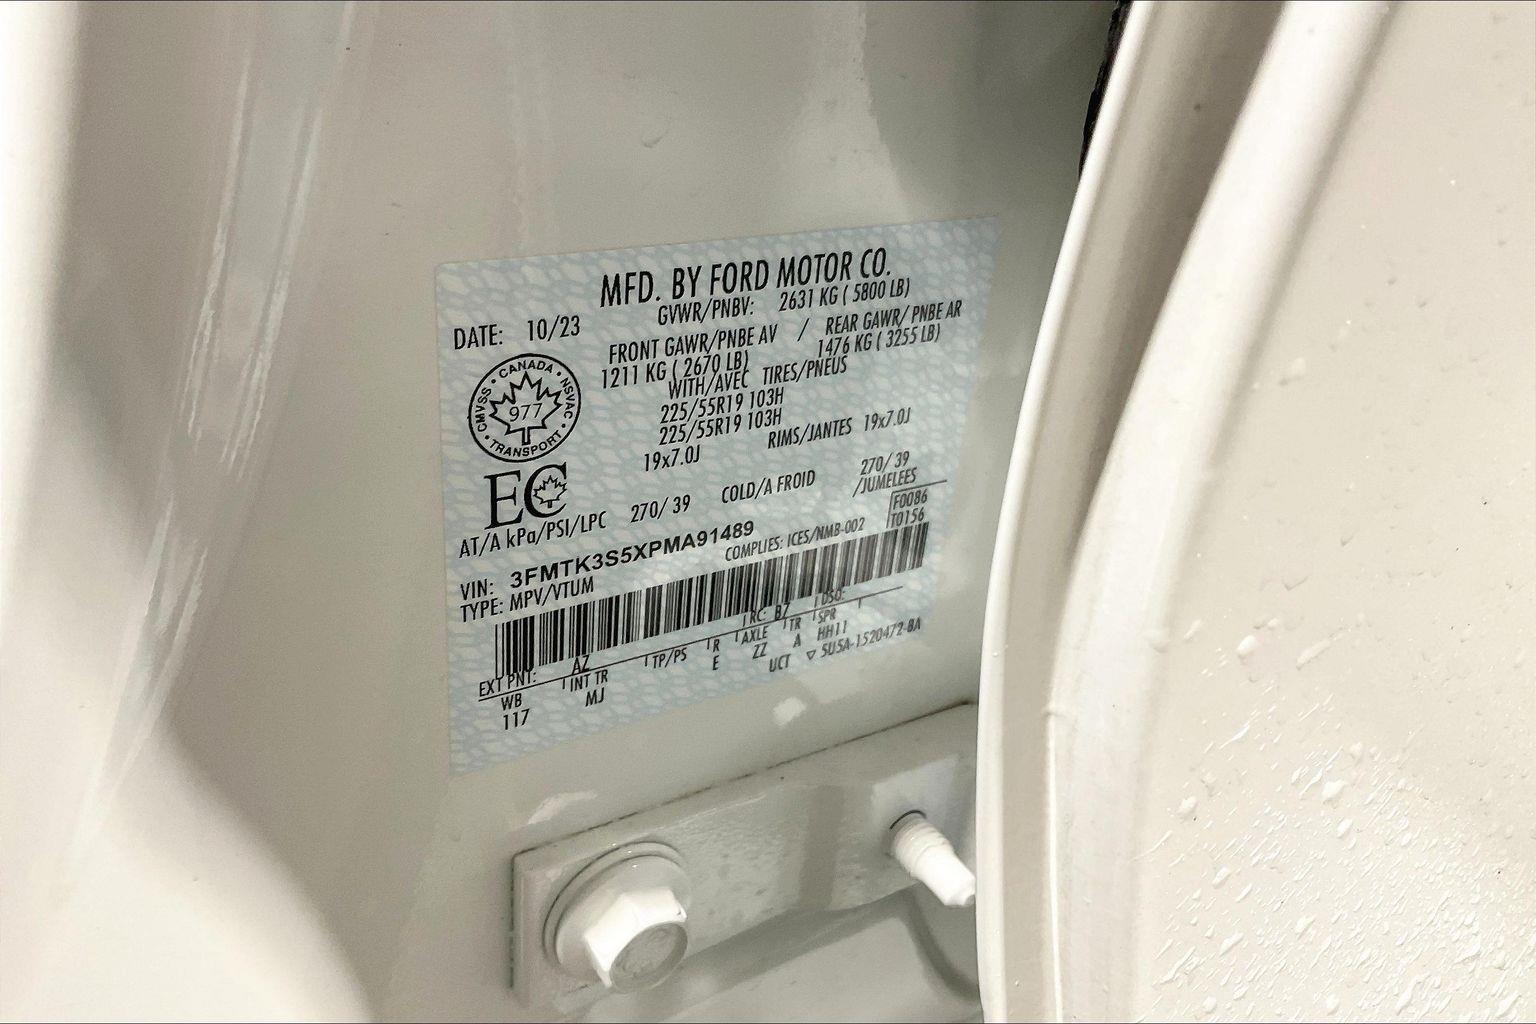 MFD. BY FORD MOTOR CO.
DATE: 10/23
GVWR/PNBV: 2631 KG ( 5800 LB)
FRONT GAWR/PNBE AV / REAR GAWR/ PNBE AR
1211 KG ( 2670 LB) 1476 KG ( 3255 LB)
WITH/AVEC TIRES/PNEUS
225/55R19 103H
225/55R19 103H
19x7.0J RIMS/JANTES 19x7.0J
CANADA
CMVSS 977 NSVAC
TRANSPORT
EC
AT/A kPa/PSI/LPC 270/ 39 COLD/A FROID 270/ 39
/JUMELEES
F0086
T0156
VIN: 3FMTK3S5XPMA91489
COMPLIES: ICES/NMB-002
TYPE: MPV/VTUM
EXT PNT: AZ RC: B7 DSO:
WB INT TR TP/PS R AXLE TR SPR
117 MJ E ZZ A HH11
UCT ▽ 5U5A-1520472-BA